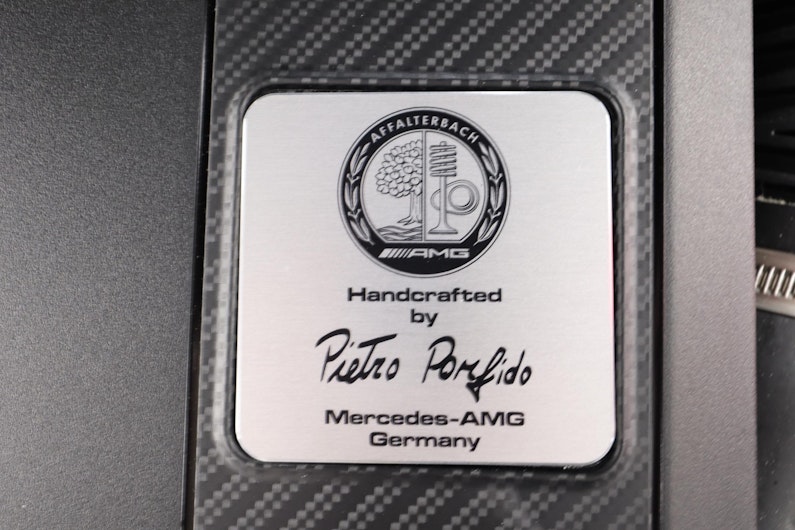 AFFALTERBACH
AMG
Handcrafted
by
Pietro Porfido
Mercedes-AMG
Germany